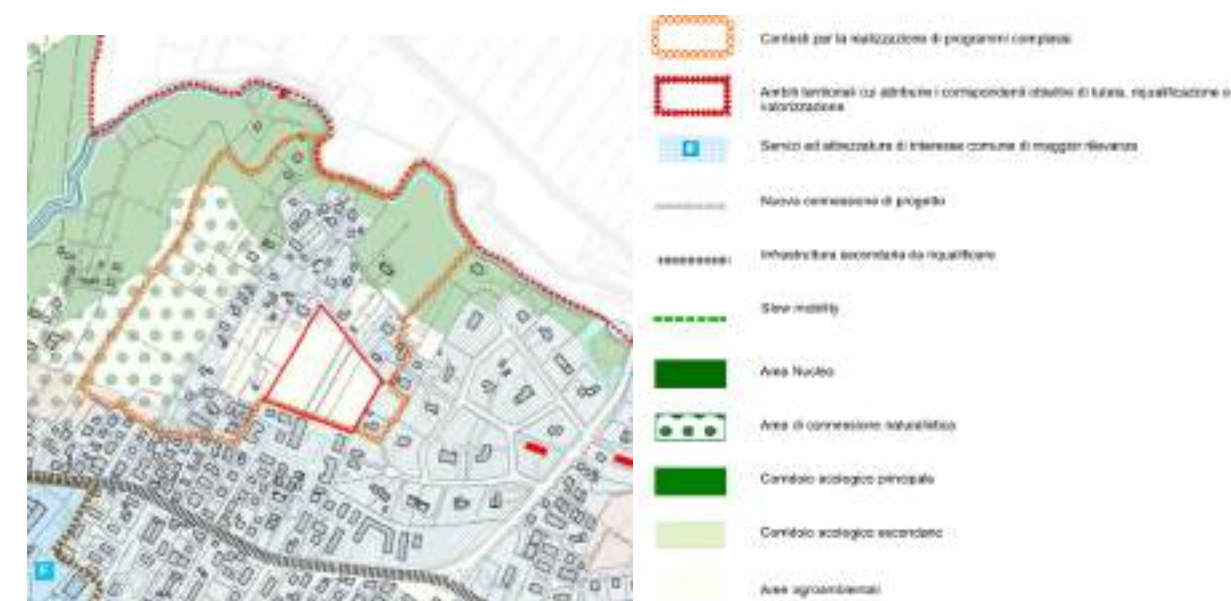 Contesti per la realizzazione di programmi complessi
Ambiti territoriali cui attribuire i corrispondenti obiettivi di tutela, riqualificazione o
valorizzazione
F
Servizi ed attrezzature di interesse comune di maggior rilevanza
Nuova connessione di progetto
Infrastruttura secondaria da riqualificare
Slow mobility
Area Nucleo
Area di connessione naturalistica
Corridoio ecologico principale
Corridoio ecologico secondario
F
Aree agroambientali